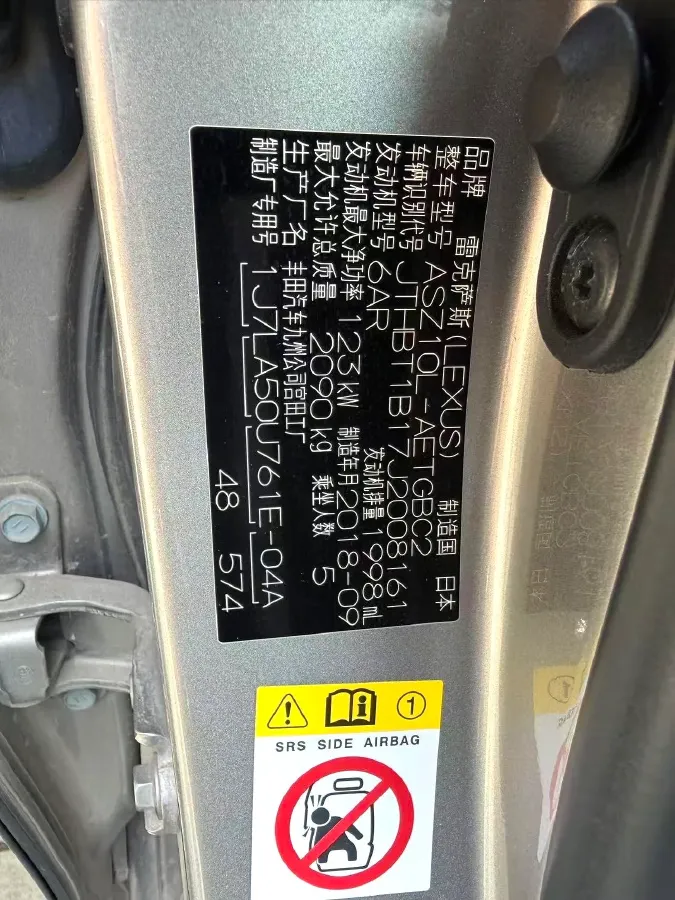 品牌 雷克萨斯(LEXUS) 制造国 日本
整车型号 ASZ10L-AETGBC2
车辆识别代号 JTHBT1B17J2008161
发动机型号 6AR 发动机排量 1998mL
发动机最大净功率 123kW 制造年月 2018-09
最大允许总质量 2090kg 乘坐人数 5
生产厂名 丰田汽车九州公司宫田工厂
制造厂专用号 1J7LA50U761E-04A
48 574
1
SRS SIDE AIRBAG